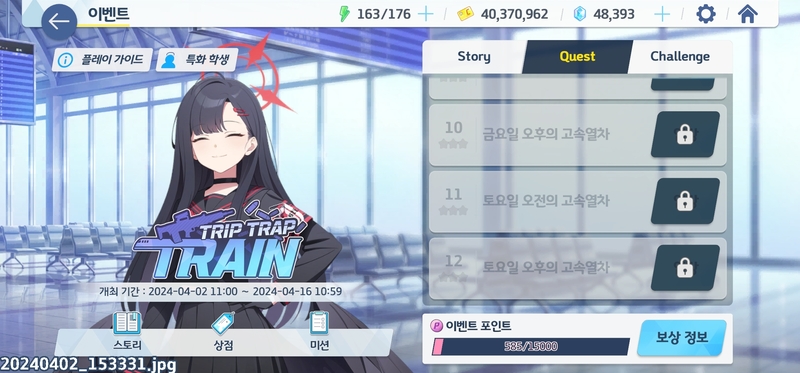 이벤트
163/176
40,370,962
48,393
플레이 가이드
특화 학생
Story
Quest
Challenge
10
금요일 오후의 고속열차
11
토요일 오전의 고속열차
12
토요일 오후의 고속열차
TRIP TRAP
TRAIN
개최 기간 : 2024-04-02 11:00 ~ 2024-04-16 10:59
스토리
상점
미션
이벤트 포인트
585/15000
보상 정보
20240402_153331.jpg